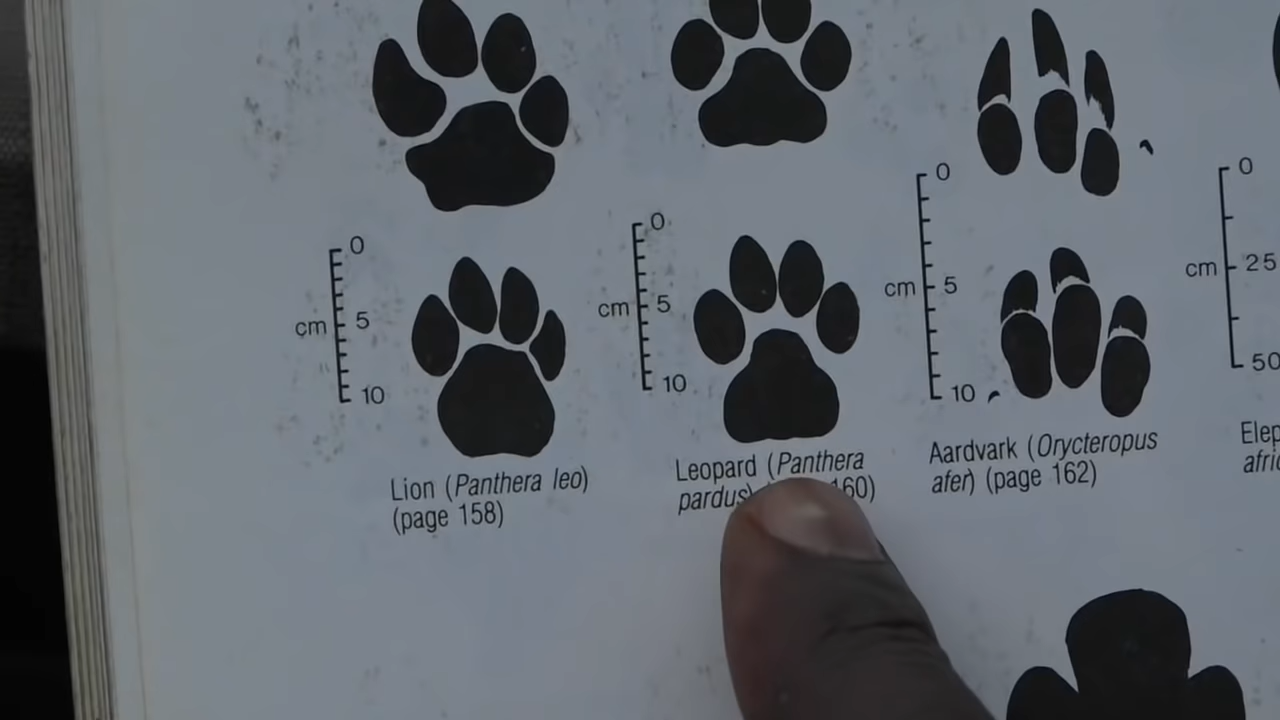 0
cm 5
10
Lion (Panthera leo)
(page 158)
0
cm 5
10
Leopard (Panthera
pardus) 160)
0
cm 5
10
Aardvark (Orycteropus
afer) (page 162)
0
cm 25
50